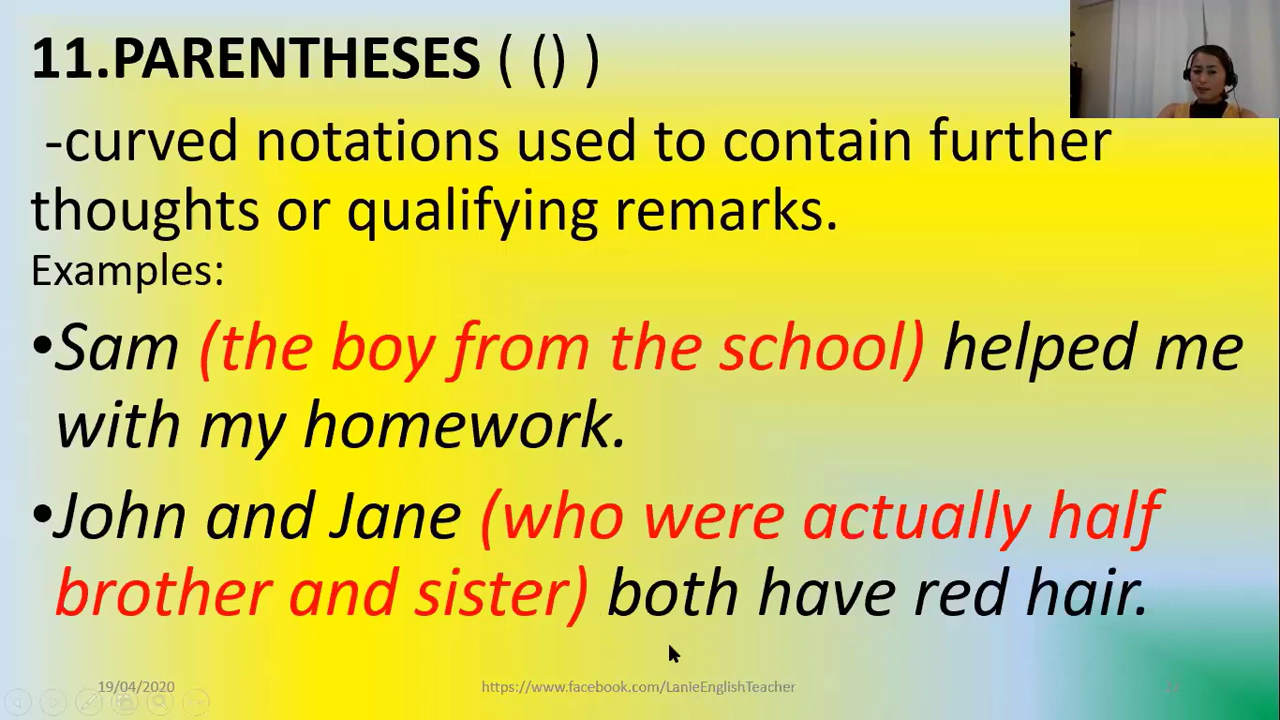 11.PARENTHESES ( () )
-curved notations used to contain further
thoughts or qualifying remarks.
Examples:
•Sam (the boy from the school) helped me
with my homework.
•John and Jane (who were actually half
brother and sister) both have red hair.
19/04/2020 https://www.facebook.com/LanieEnglishTeacher